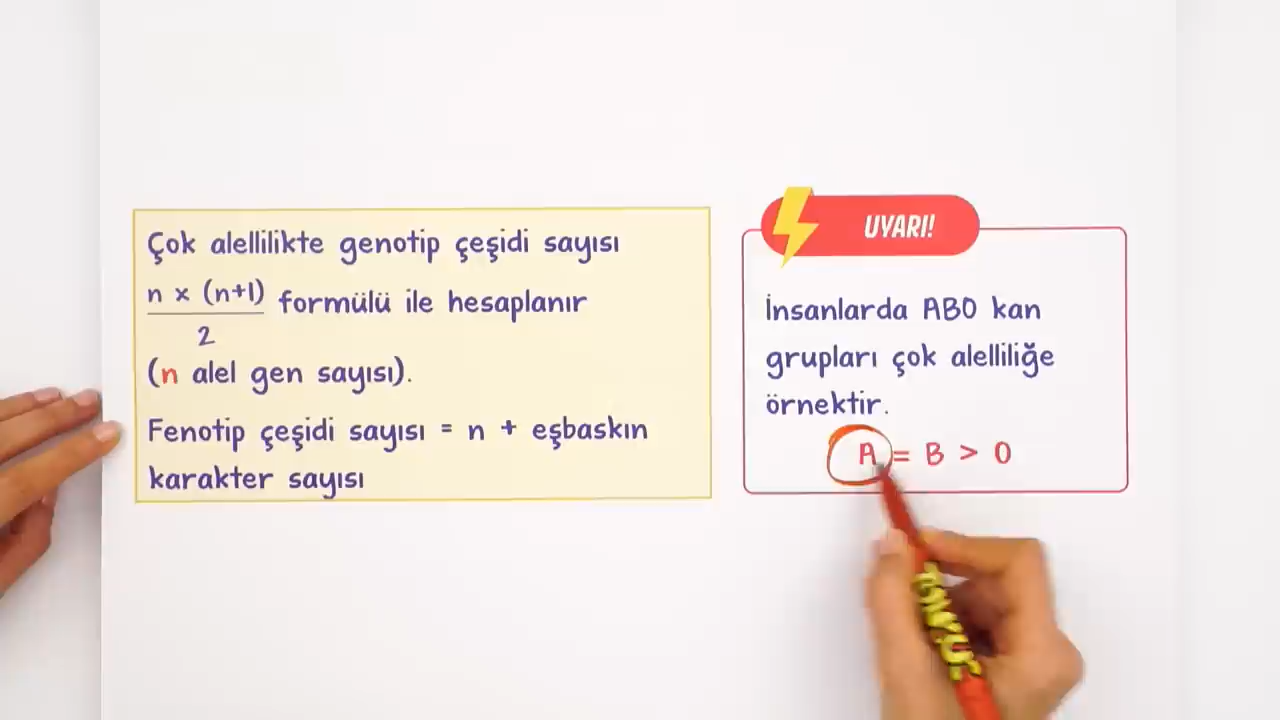 Çok alellilikte genotip çeşidi sayısı
n x (n+1)
2
formülü ile hesaplanır
(n alel gen sayısı).
Fenotip çeşidi sayısı = n + eşbaskın
karakter sayısı
UYARI!
İnsanlarda ABO kan
grupları çok alelliliğe
örnektir.
A = B > O